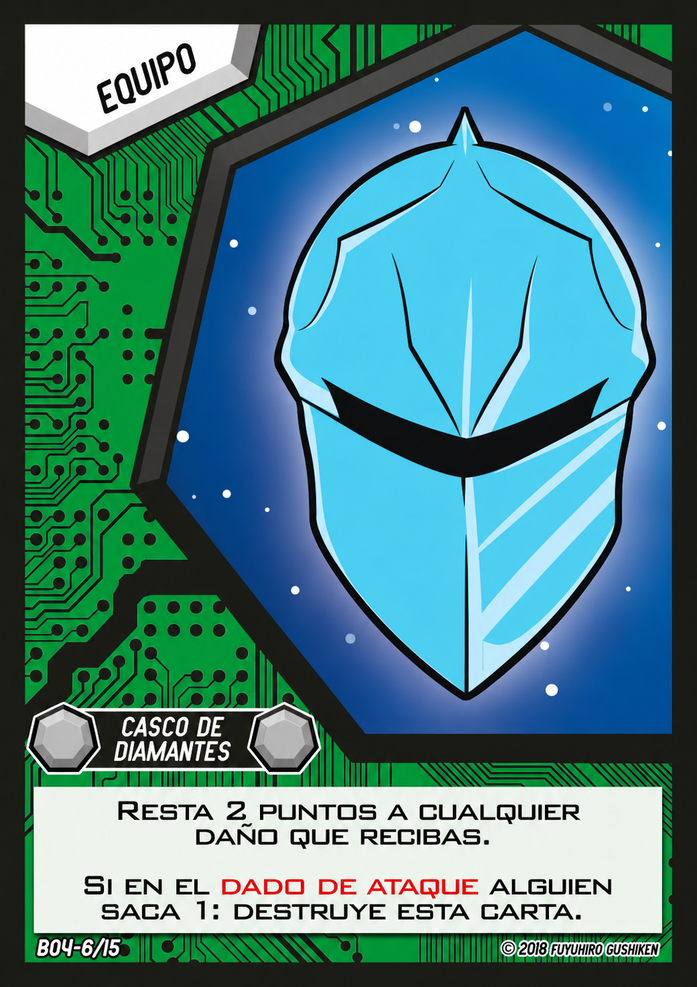 EQUIPO
CASCO DE
DIAMANTES
RESTA 2 PUNTOS A CUALQUIER
DAÑO QUE RECIBAS.
SI EN EL DADO DE ATAQUE ALGUIEN
SACA 1: DESTRUYE ESTA CARTA.
B04-6/15
© 2018 FUYUHIRO GUSHIKEN